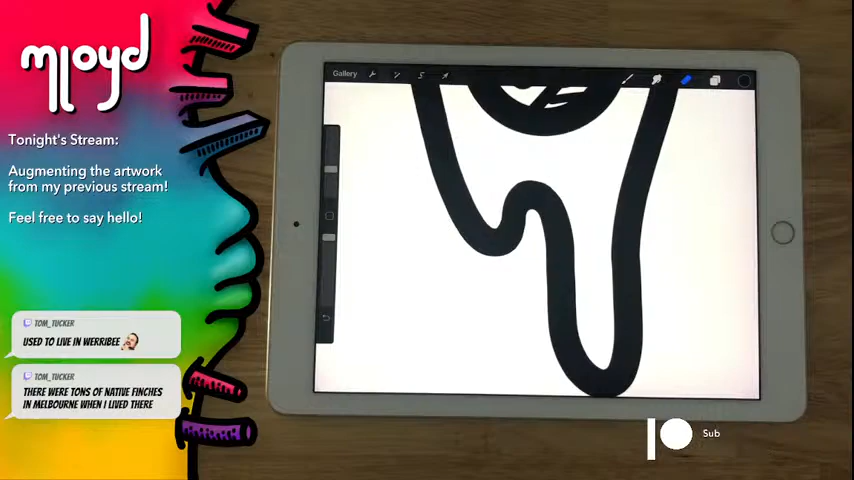 mloyd
Tonight's Stream:
Augmenting the artwork
from my previous stream!
Feel free to say hello!
TOM_TUCKER
USED TO LIVE IN WERRIBEE
TOM_TUCKER
THERE WERE TONS OF NATIVE FINCHES
IN MELBOURNE WHEN I LIVED THERE
Gallery
Sub